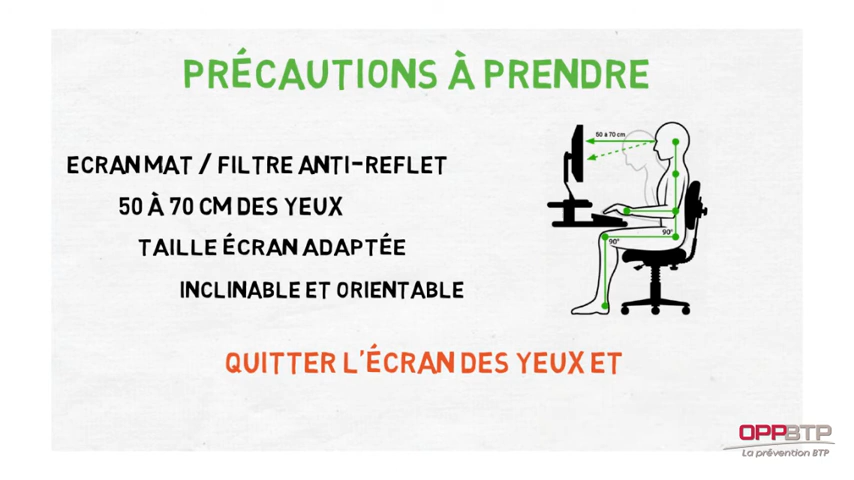 PRÉCAUTIONS À PRENDRE
50 à 70 cm
ECRAN MAT / FILTRE ANTI-REFLET
50 À 70 CM DES YEUX
TAILLE ÉCRAN ADAPTÉE
90°
90°
INCLINABLE ET ORIENTABLE
QUITTER L'ÉCRAN DES YEUX ET
OPPBTP
La prévention BTP